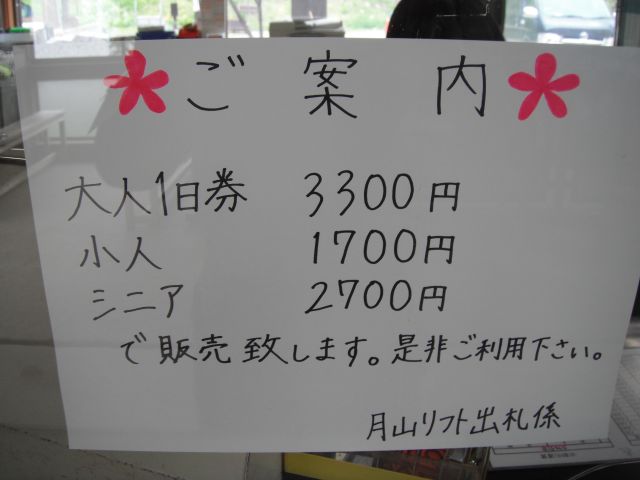 ご案内
大人1日券 3300円
小人 1700円
シニア 2700円
で販売致します。是非ご利用下さい。
月山リフト出札係